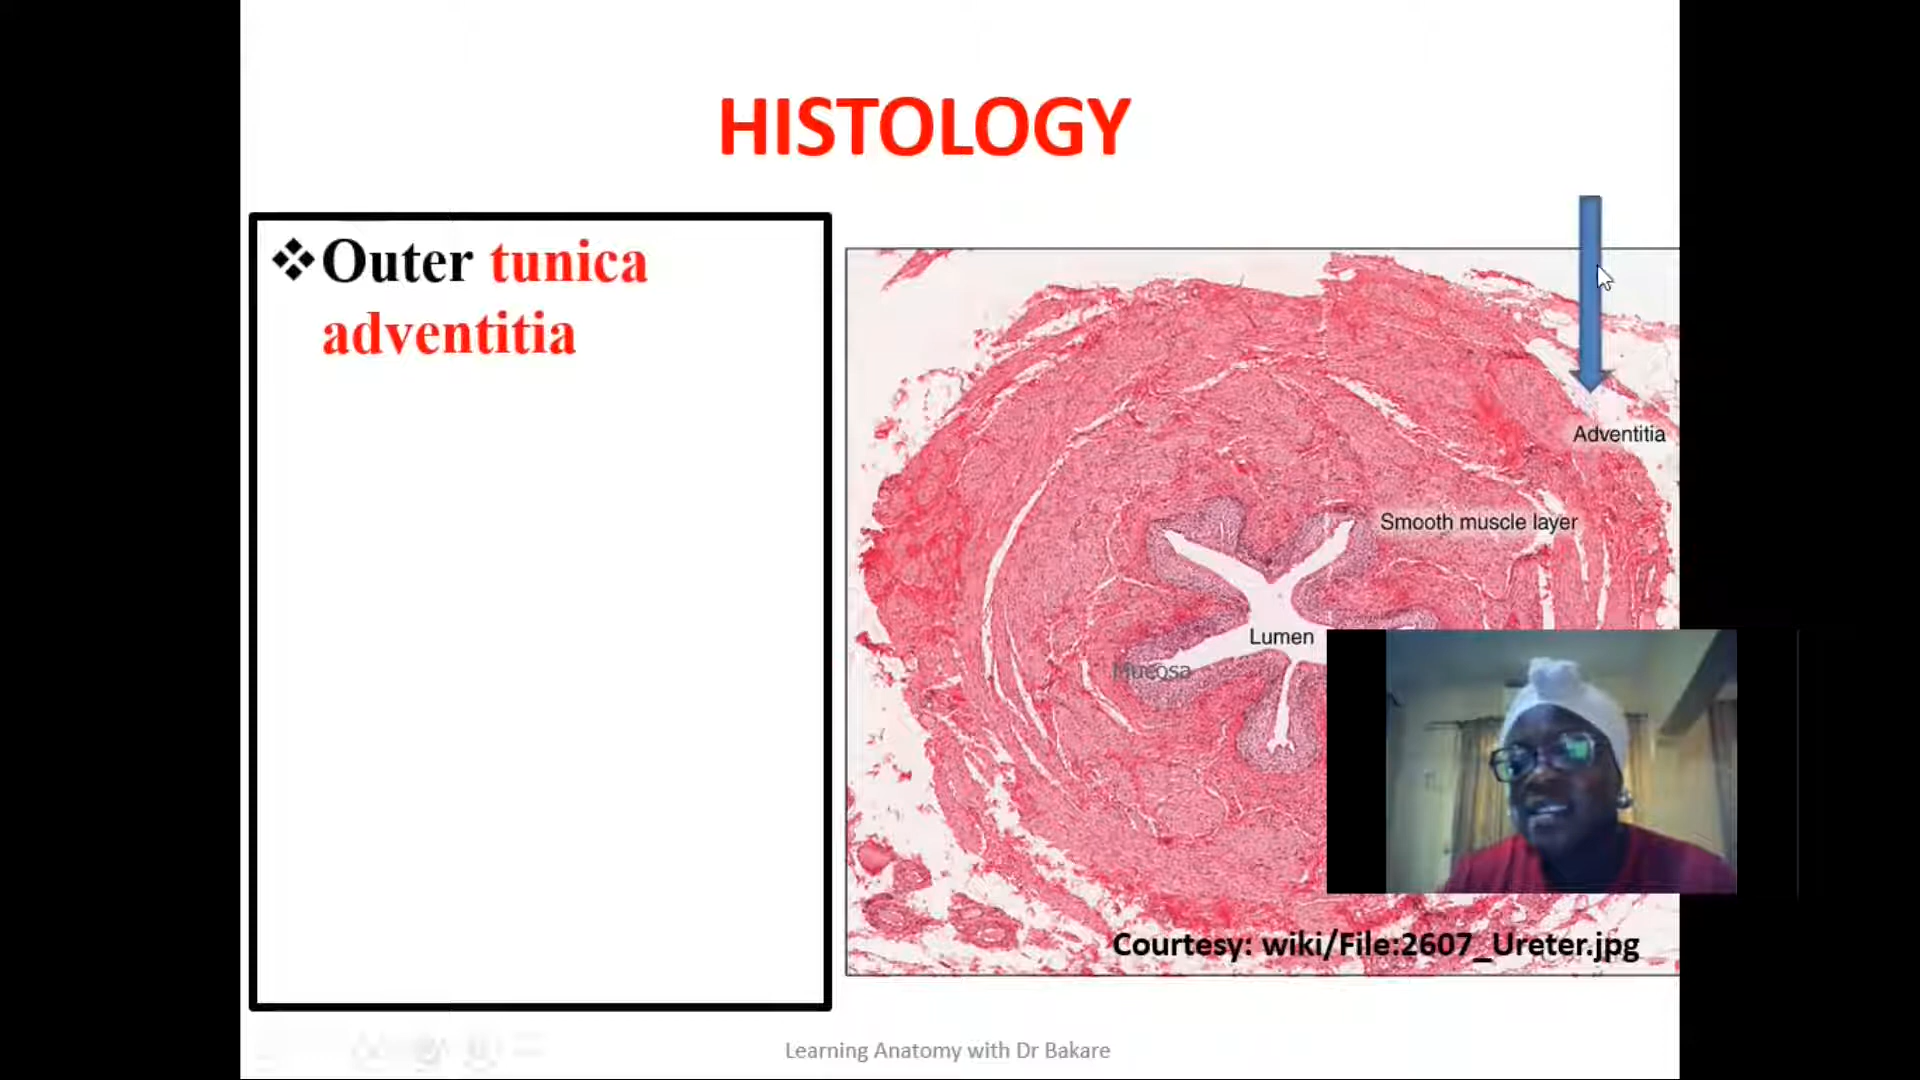 HISTOLOGY
❖Outer tunica
adventitia
Adventitia
Smooth muscle layer
Lumen
Mucosa
Courtesy: wiki/File:2607_Ureter.jpg
Learning Anatomy with Dr Bakare